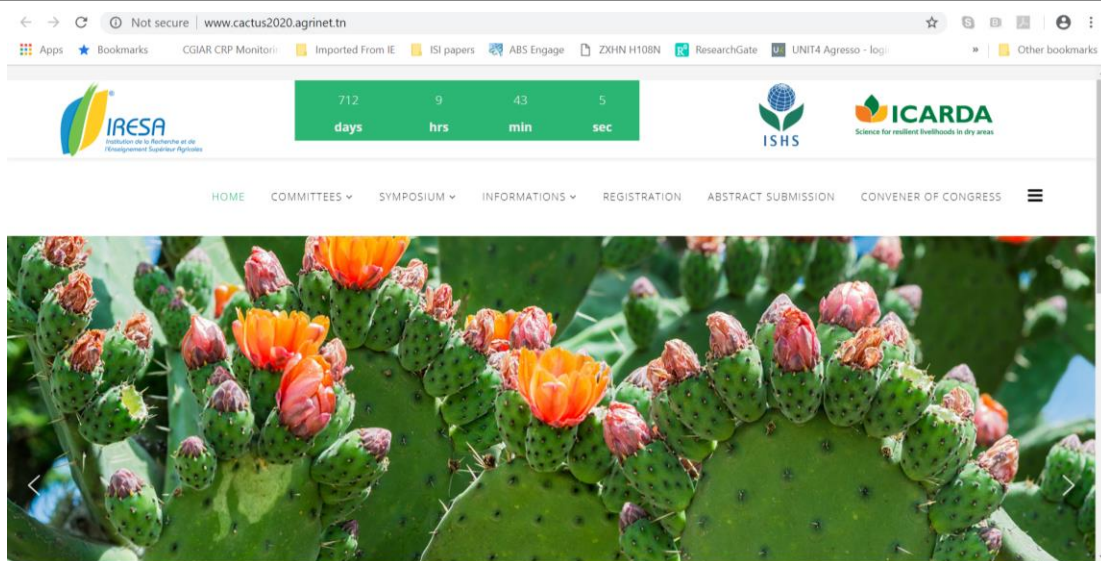 Not secure | www.cactus2020.agrinet.tn
Apps Bookmarks CGIAR CRP Monitorin Imported From IE ISI papers ABS Engage ZXHN H108N ResearchGate UNIT4 Agresso - logi » Other bookmarks
IRESA
Institution de la Recherche et de
l'Enseignement Supérieur Agricoles
712 9 43 5
days hrs min sec
ISHS
ICARDA
Science for resilient livelihoods in dry areas
HOME COMMITTEES SYMPOSIUM INFORMATIONS REGISTRATION ABSTRACT SUBMISSION CONVENER OF CONGRESS